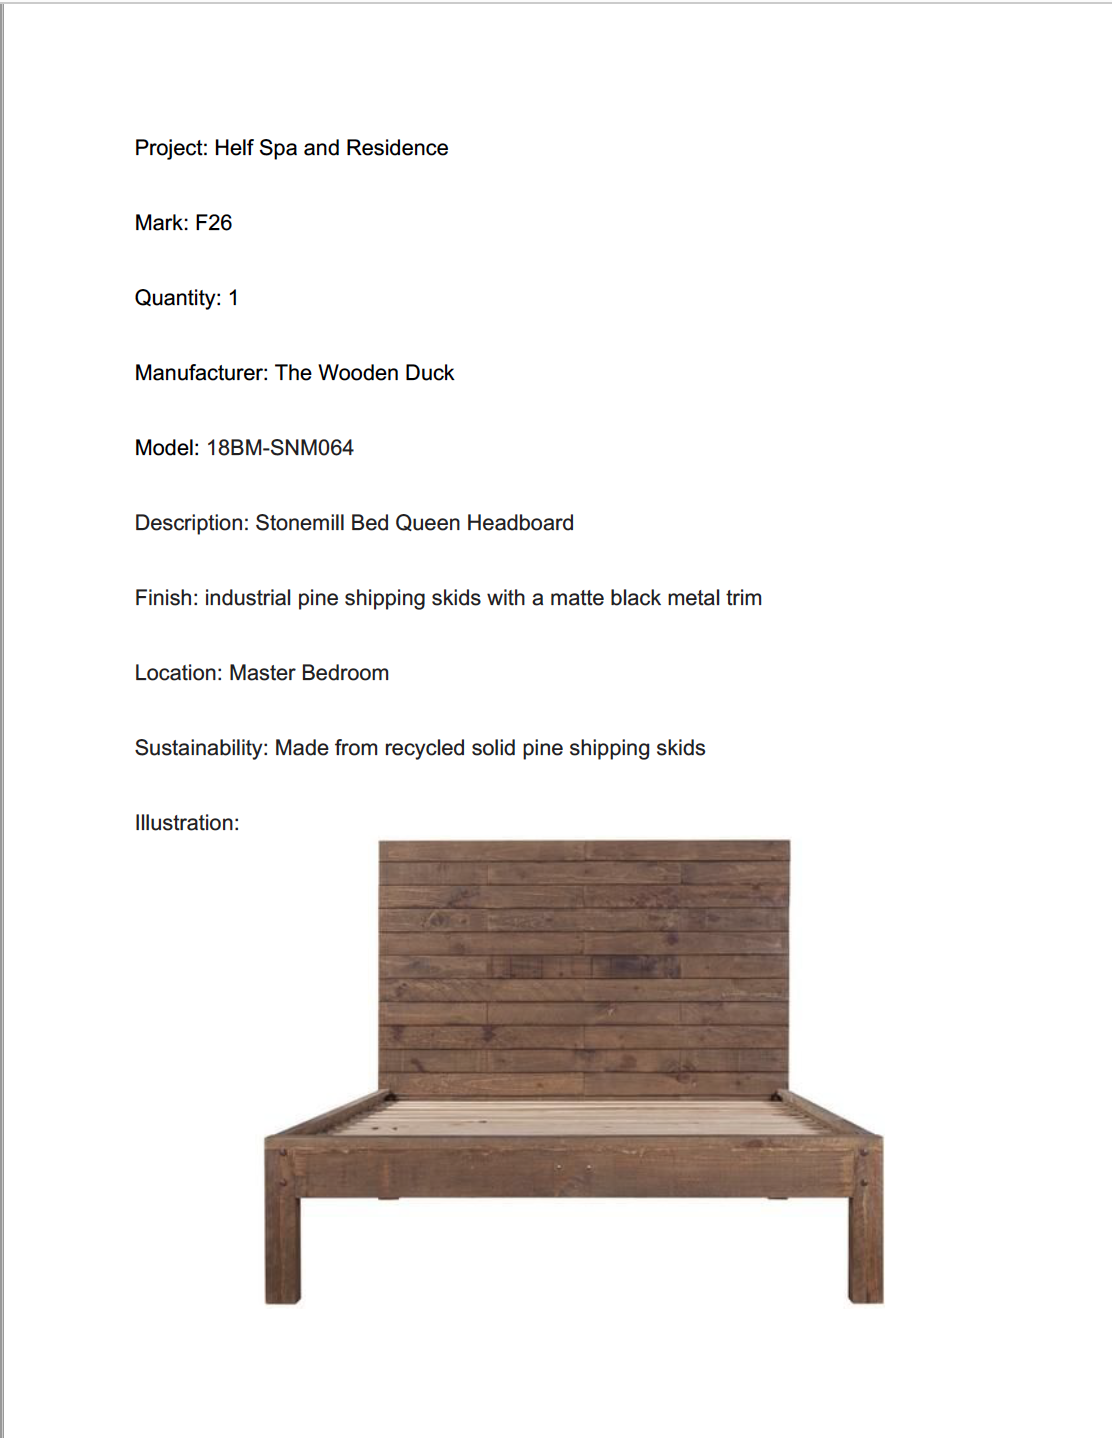 Project: Helf Spa and Residence
Mark: F26
Quantity: 1
Manufacturer: The Wooden Duck
Model: 18BM-SNM064
Description: Stonemill Bed Queen Headboard
Finish: industrial pine shipping skids with a matte black metal trim
Location: Master Bedroom
Sustainability: Made from recycled solid pine shipping skids
Illustration: